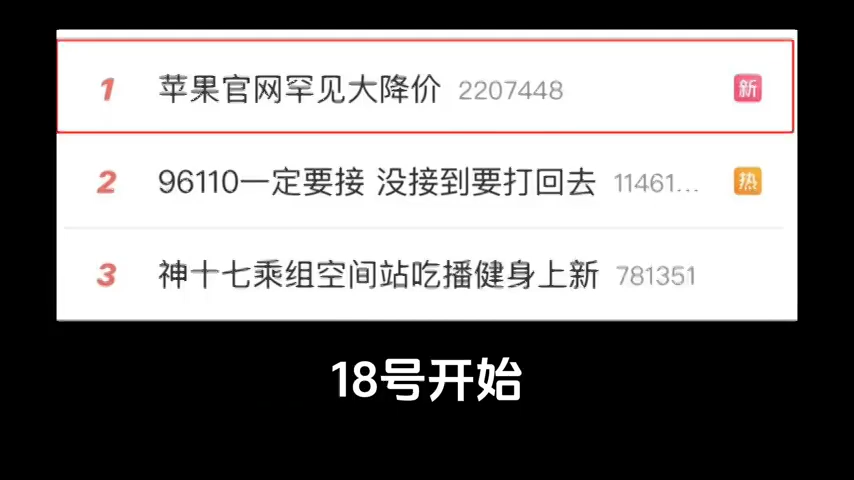 1 苹果官网罕见大降价 2207448 新
2 96110一定要接 没接到要打回去 11461... 热
3 神十七乘组空间站吃播健身上新 781351
18号开始